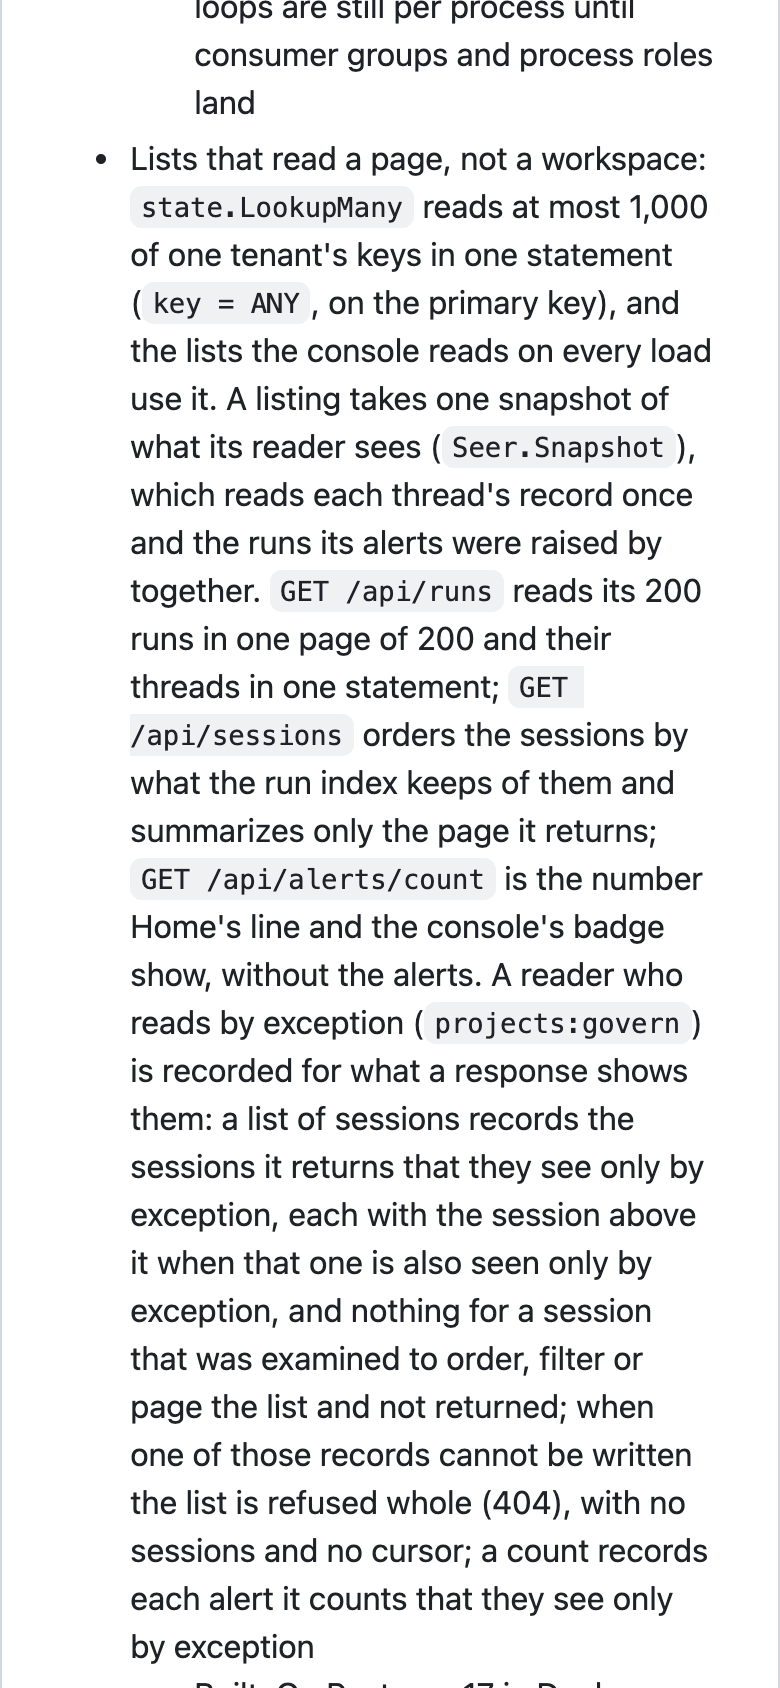 loops are still per process until
consumer groups and process roles
land
• Lists that read a page, not a workspace:
state.LookupMany reads at most 1,000
of one tenant's keys in one statement
(key = ANY, on the primary key), and
the lists the console reads on every load
use it. A listing takes one snapshot of
what its reader sees (Seer.Snapshot),
which reads each thread's record once
and the runs its alerts were raised by
together. GET /api/runs reads its 200
runs in one page of 200 and their
threads in one statement; GET
/api/sessions orders the sessions by
what the run index keeps of them and
summarizes only the page it returns;
GET /api/alerts/count is the number
Home's line and the console's badge
show, without the alerts. A reader who
reads by exception (projects:govern)
is recorded for what a response shows
them: a list of sessions records the
sessions it returns that they see only by
exception, each with the session above
it when that one is also seen only by
exception, and nothing for a session
that was examined to order, filter or
page the list and not returned; when
one of those records cannot be written
the list is refused whole (404), with no
sessions and no cursor; a count records
each alert it counts that they see only
by exception